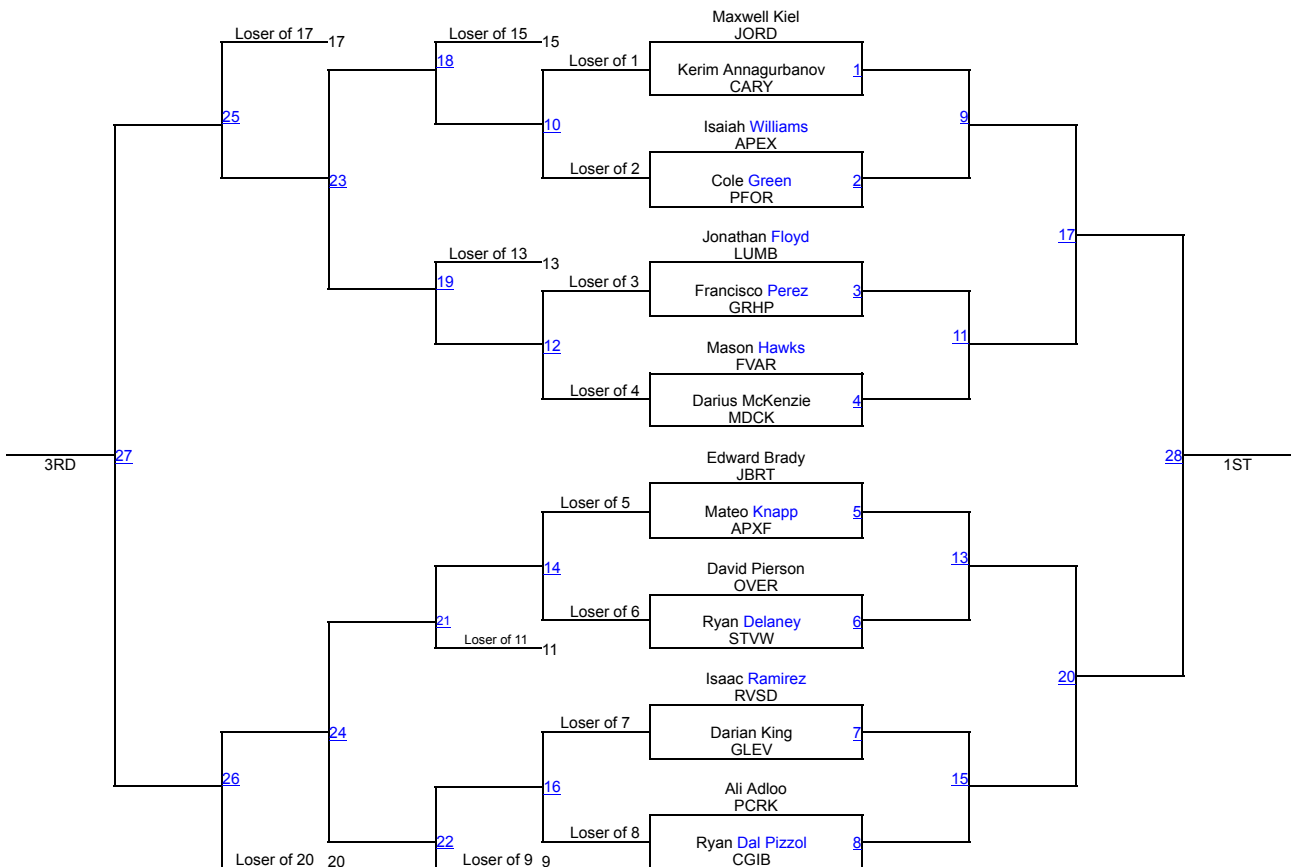 Maxwell Kiel
Loser of 17 17
Loser of 15 15
JORD
18
Loser of 1
Kerim Annagurbanov 1
CARY
25
10
Isaiah Williams
9
APEX
Loser of 2
Cole Green 2
PFOR
23
Jonathan Floyd
17
Loser of 13 13
LUMB
19
Loser of 3
Francisco Perez 3
GRHP
12
Mason Hawks
11
FVAR
Loser of 4
Darius McKenzie 4
MDCK
3RD
27
Edward Brady
28
1ST
JBRT
Loser of 5
Mateo Knapp 5
APXF
14
David Pierson
13
OVER
21
Loser of 6
Ryan Delaney 6
STVW
Loser of 11 11
Isaac Ramirez
20
RVSD
24
Loser of 7
Darian King 7
GLEV
26
16
Ali Adloo
15
PCRK
22
Loser of 8
Ryan Dal Pizzol 8
CGIB
Loser of 20 20
Loser of 9 9